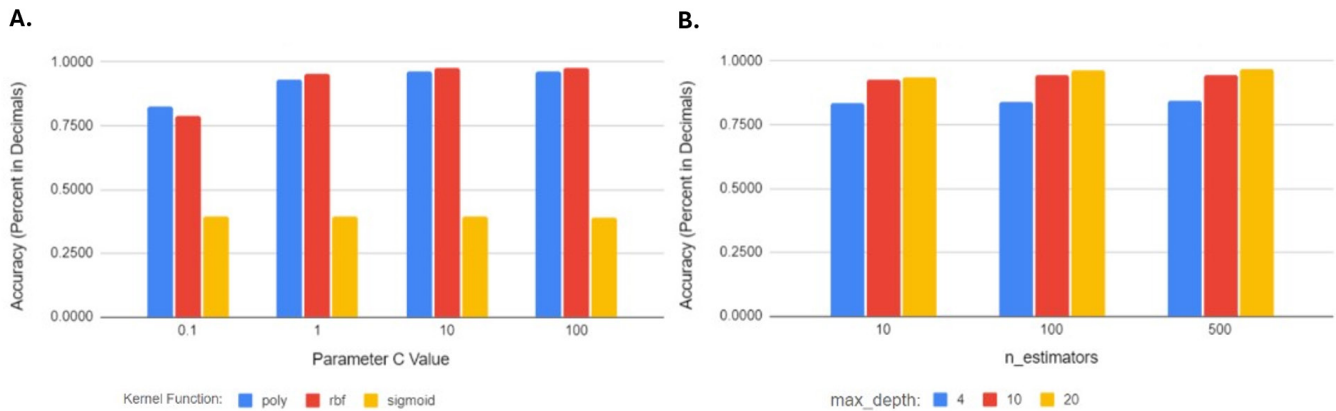 A.
Accuracy (Percent in Decimals)
1.0000
0.7500
0.5000
0.2500
0.0000
0.1 1 10 100
Parameter C Value
Kernel Function: poly rbf sigmoid
B.
Accuracy (Percent in Decimals)
1.0000
0.7500
0.5000
0.2500
0.0000
10 100 500
n_estimators
max_depth: 4 10 20